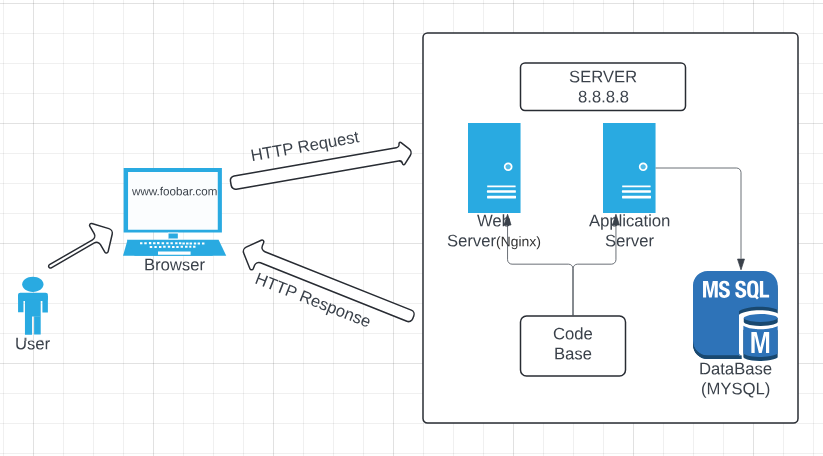 SERVER
8.8.8.8
HTTP Request
www.foobar.com
Web
Server(Nginx)
Application
Server
Browser
HTTP Response
User
MS SQL
M
Code
Base
DataBase
(MYSQL)